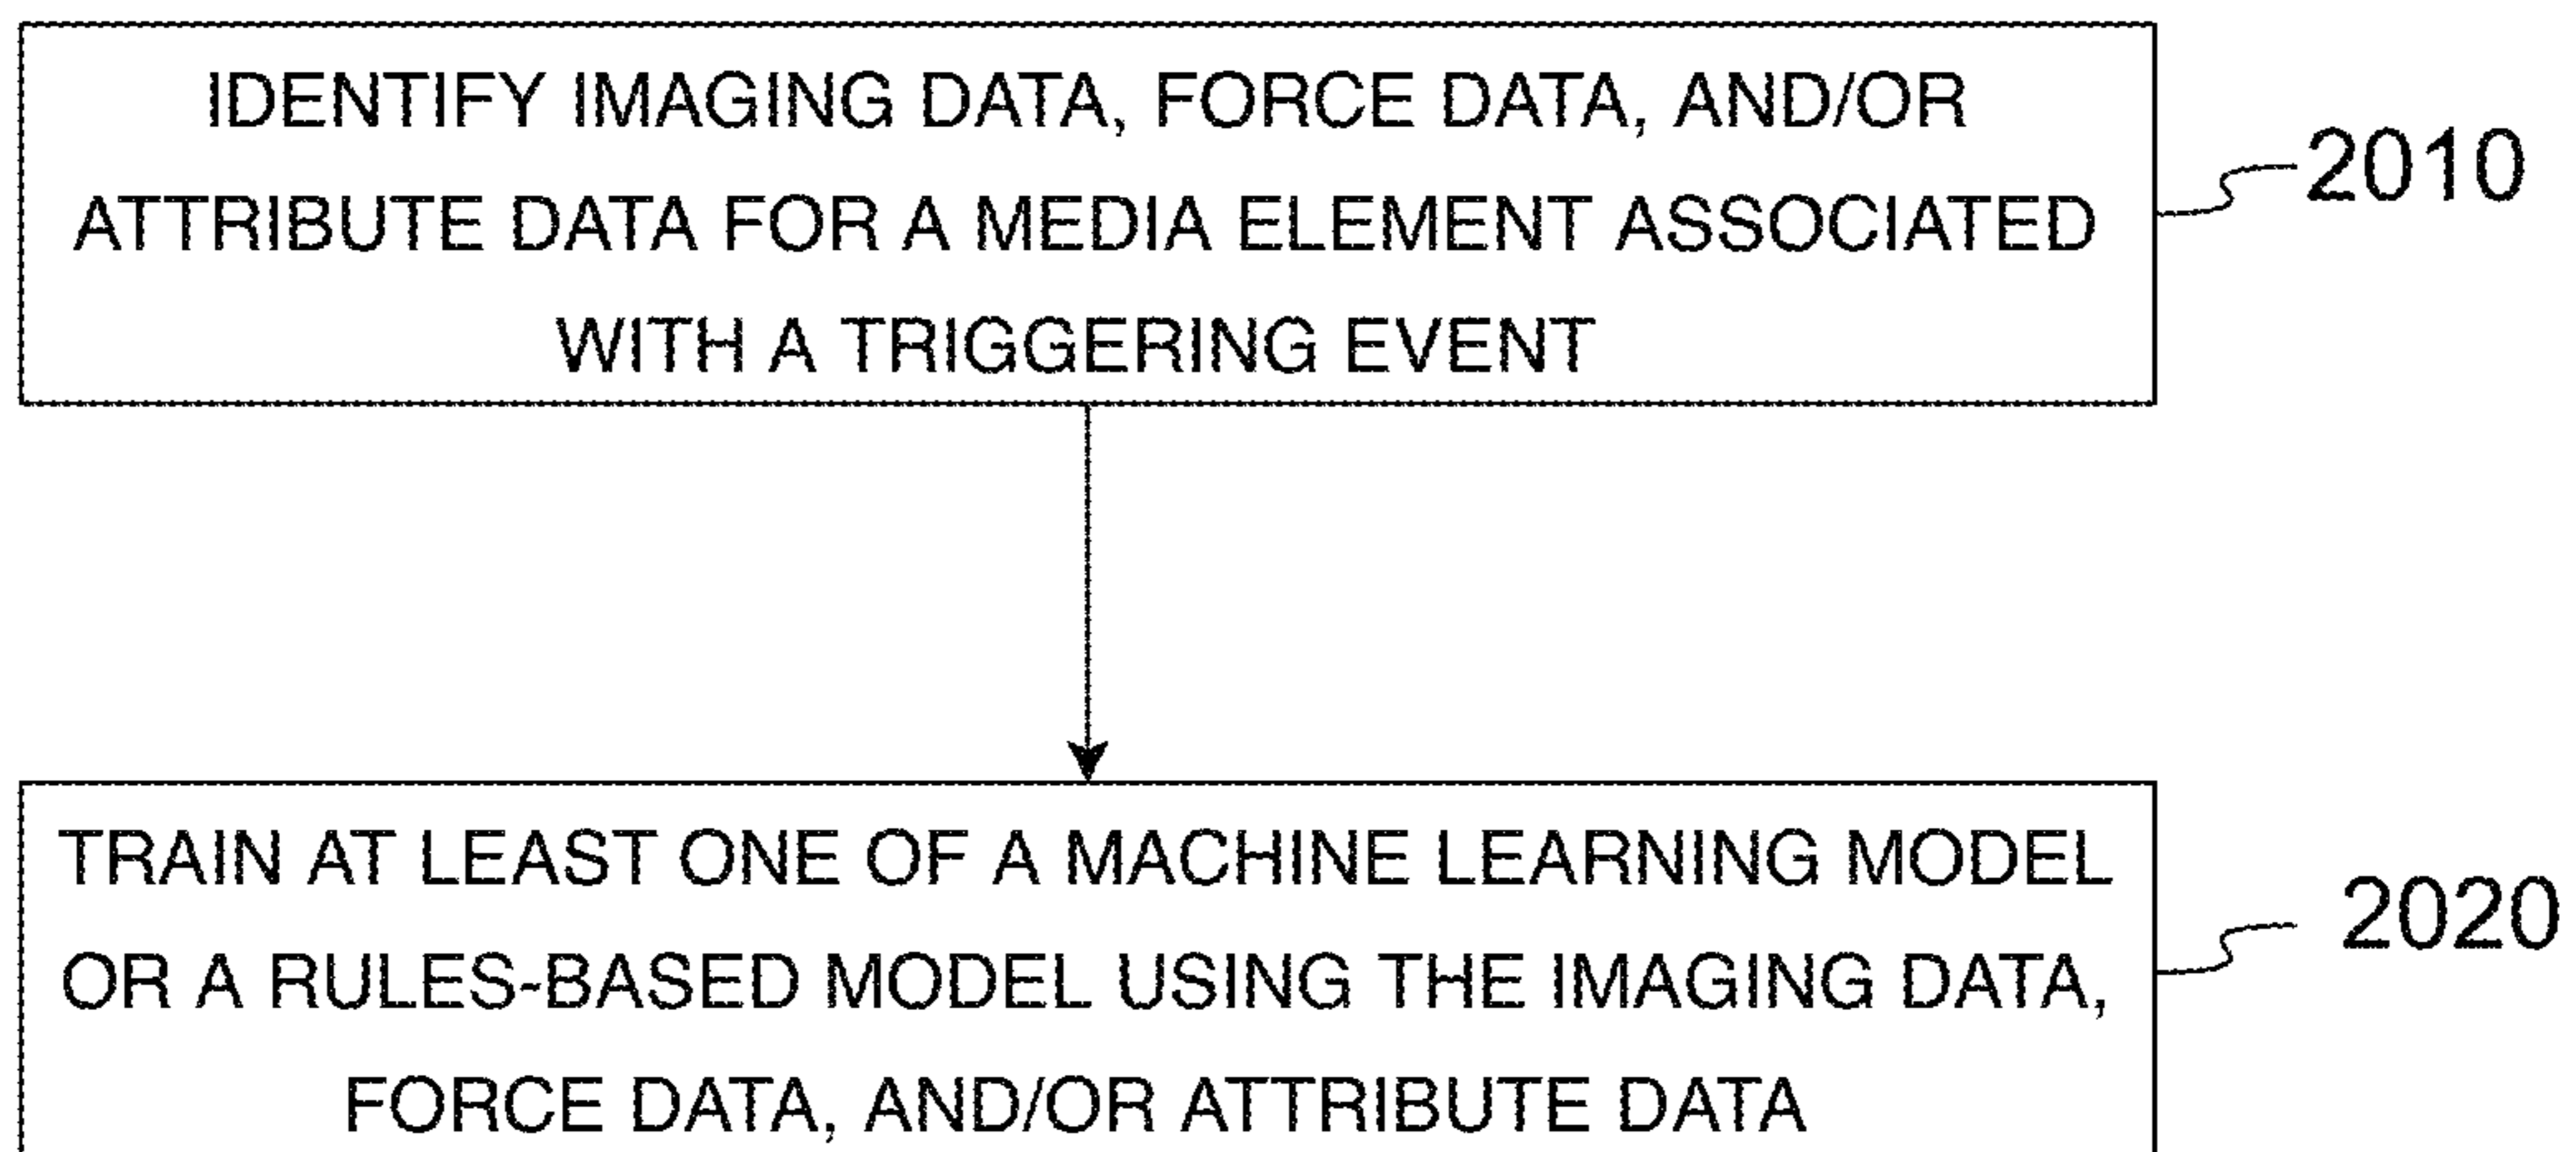 IDENTIFY IMAGING DATA, FORCE DATA, AND/OR
ATTRIBUTE DATA FOR A MEDIA ELEMENT ASSOCIATED
WITH A TRIGGERING EVENT
2010
TRAIN AT LEAST ONE OF A MACHINE LEARNING MODEL
OR A RULES-BASED MODEL USING THE IMAGING DATA,
FORCE DATA, AND/OR ATTRIBUTE DATA
2020